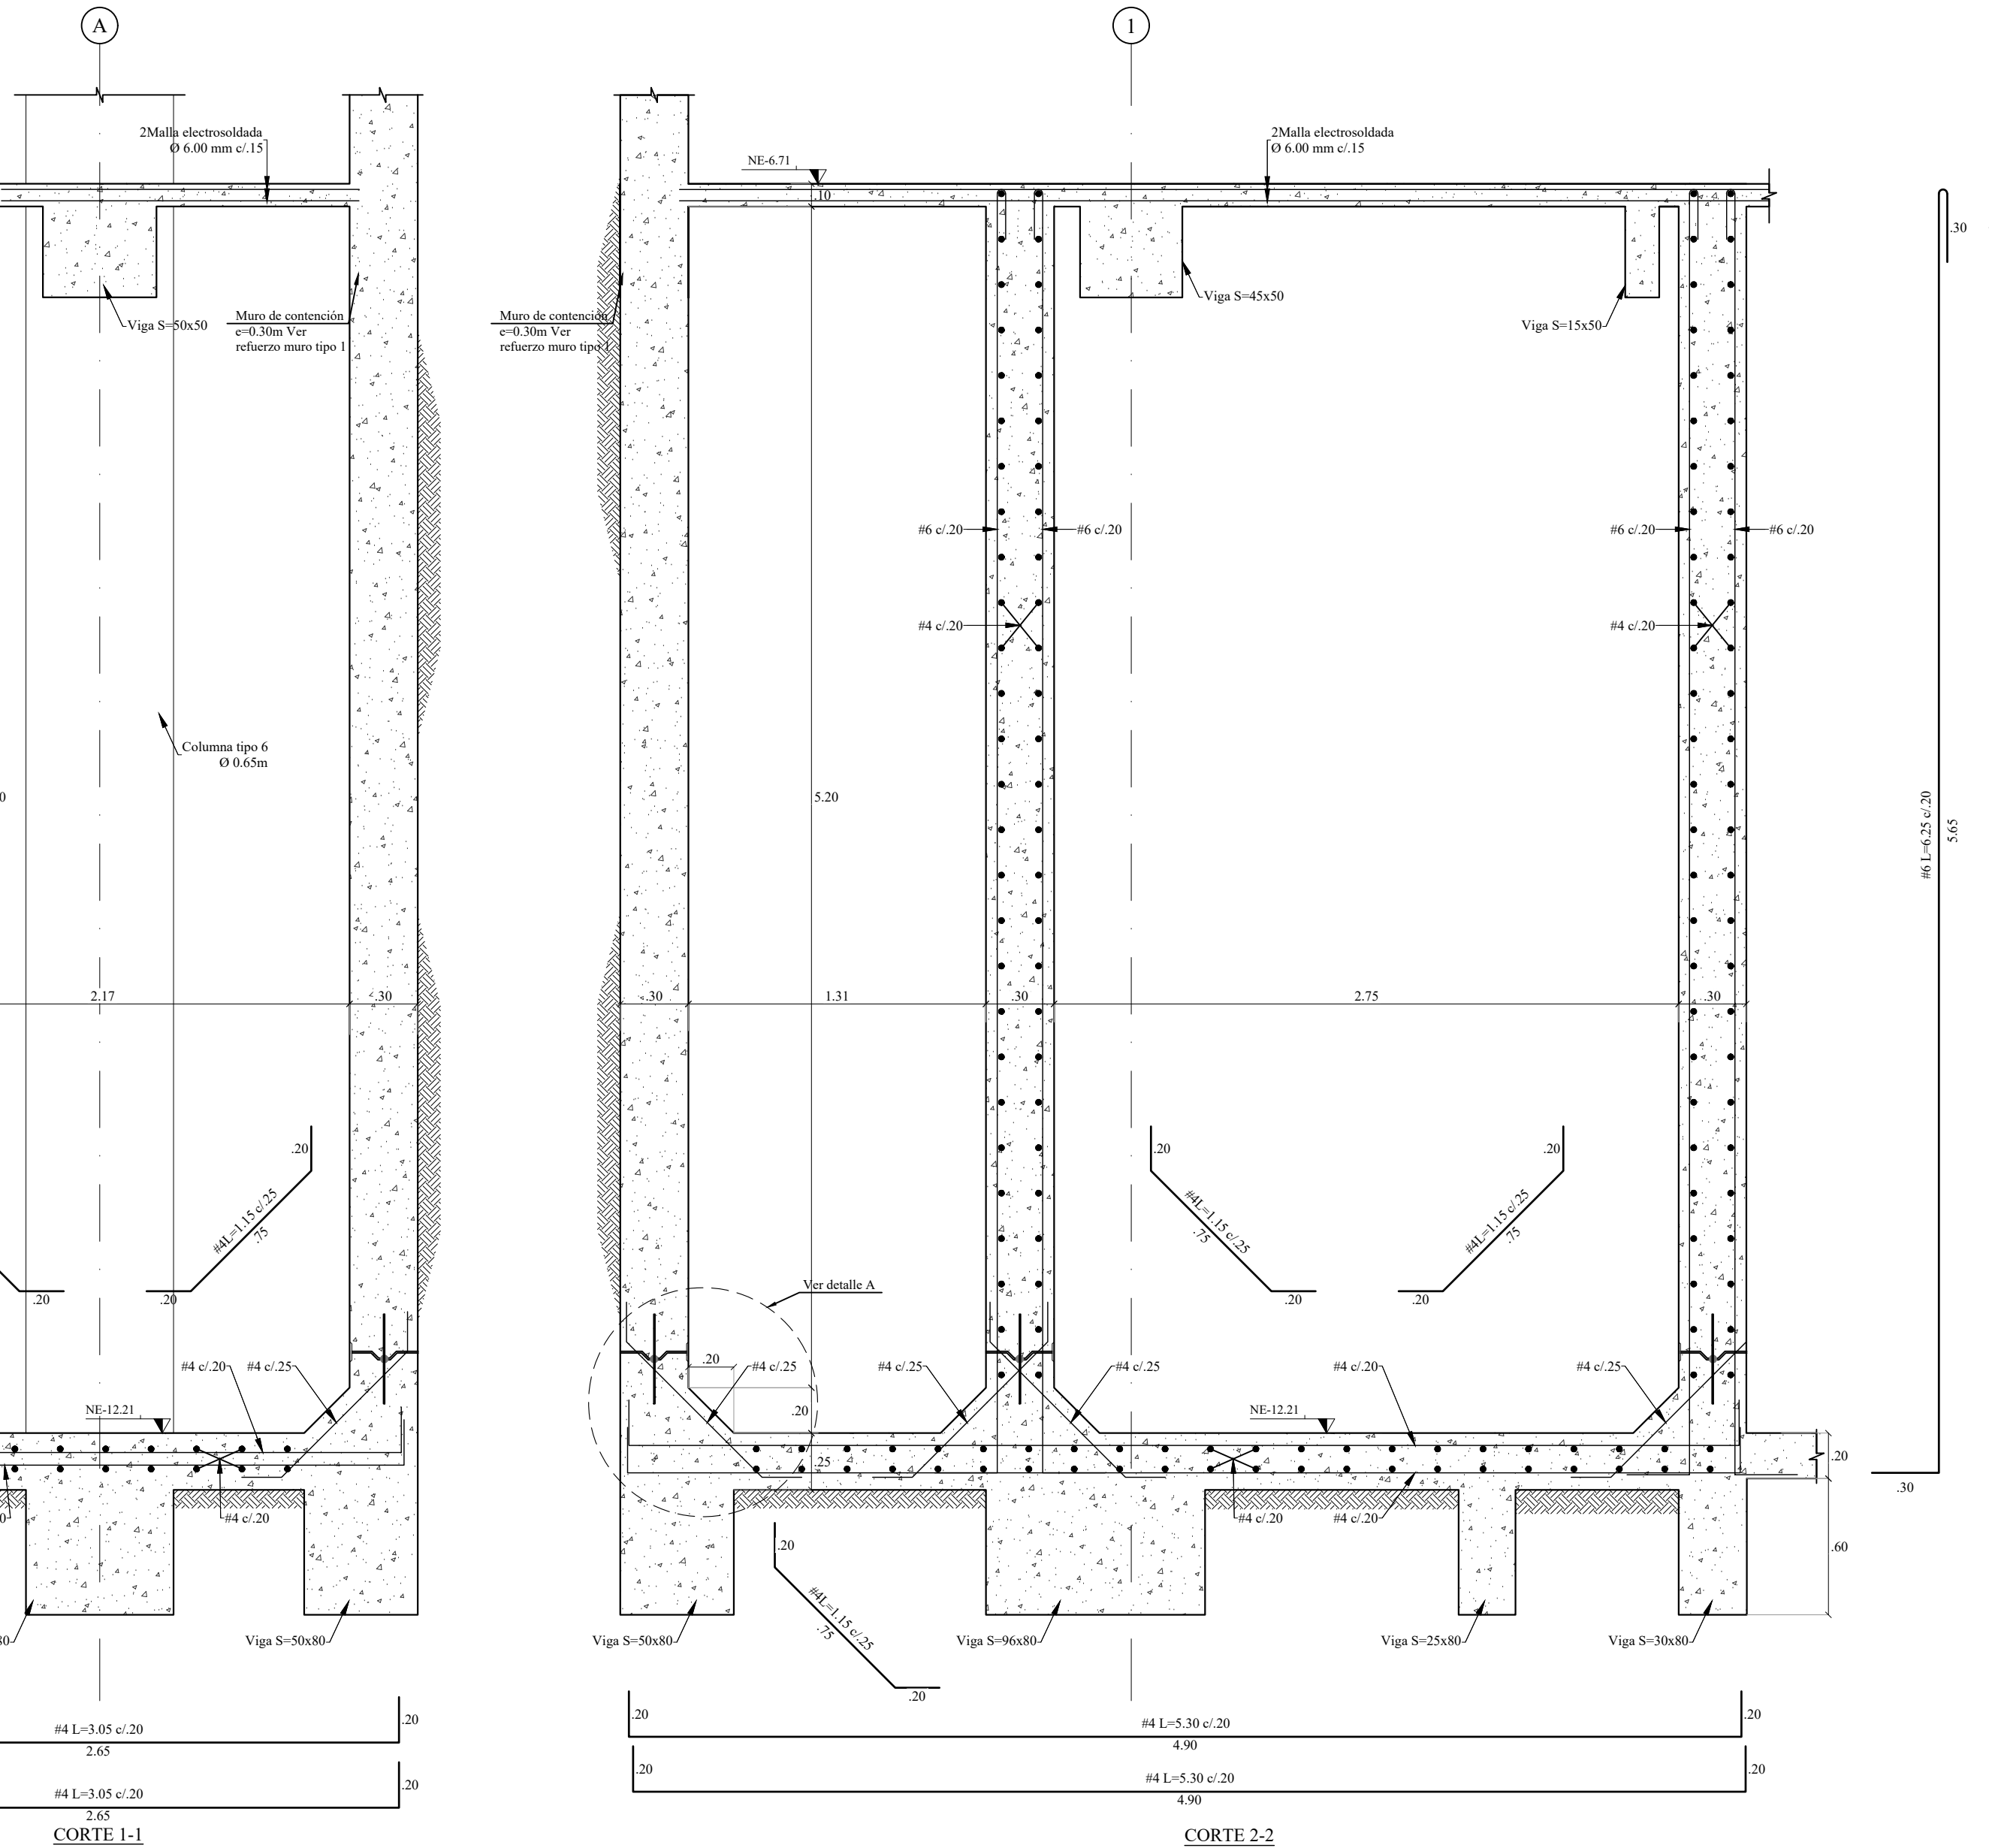 A
2Malla electrosoldada
Ø 6.00 mm c/.15
Viga S=50x50
Muro de contención
e=0.30m Ver
refuerzo muro tipo 1
Columna tipo 6
Ø 0.65m
2.17
.30
.20
#4L=1.15 c/.25
.75
.20
.20
#4 c/.20
#4 c/.25
NE-12.21
#4 c/.20
Viga S=50x80
#4 L=3.05 c/.20
2.65
.20
#4 L=3.05 c/.20
2.65
.20
CORTE 1-1
1
2Malla electrosoldada
Ø 6.00 mm c/.15
NE-6.71
.10
Muro de contención
e=0.30m Ver
refuerzo muro tipo 1
Viga S=45x50
Viga S=15x50
.30
#6 c/.20
#6 c/.20
#6 c/.20
#6 c/.20
#4 c/.20
#4 c/.20
5.20
#6 L=6.25 c/.20
5.65
.30
1.31
.30
2.75
.30
.20
#4L=1.15 c/.25
.75
.20
.20
#4L=1.15 c/.25
.75
.20
Ver detalle A
.20
#4 c/.25
#4 c/.25
#4 c/.25
#4 c/.20
#4 c/.25
.20
NE-12.21
.25
.20
.30
#4 c/.20
#4 c/.20
.60
.20
#4L=1.15 c/.25
.75
.20
Viga S=50x80
Viga S=96x80
Viga S=25x80
Viga S=30x80
.20
#4 L=5.30 c/.20
4.90
.20
.20
#4 L=5.30 c/.20
4.90
.20
CORTE 2-2